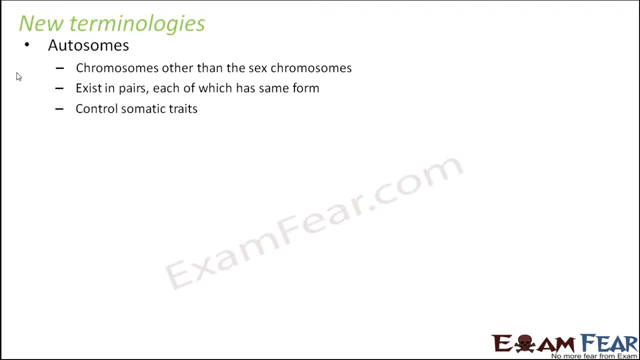 New terminologies
• Autosomes
– Chromosomes other than the sex chromosomes
– Exist in pairs, each of which has same form
– Control somatic traits
ExamFear.com
EXAM FEAR
No more fear from Exam